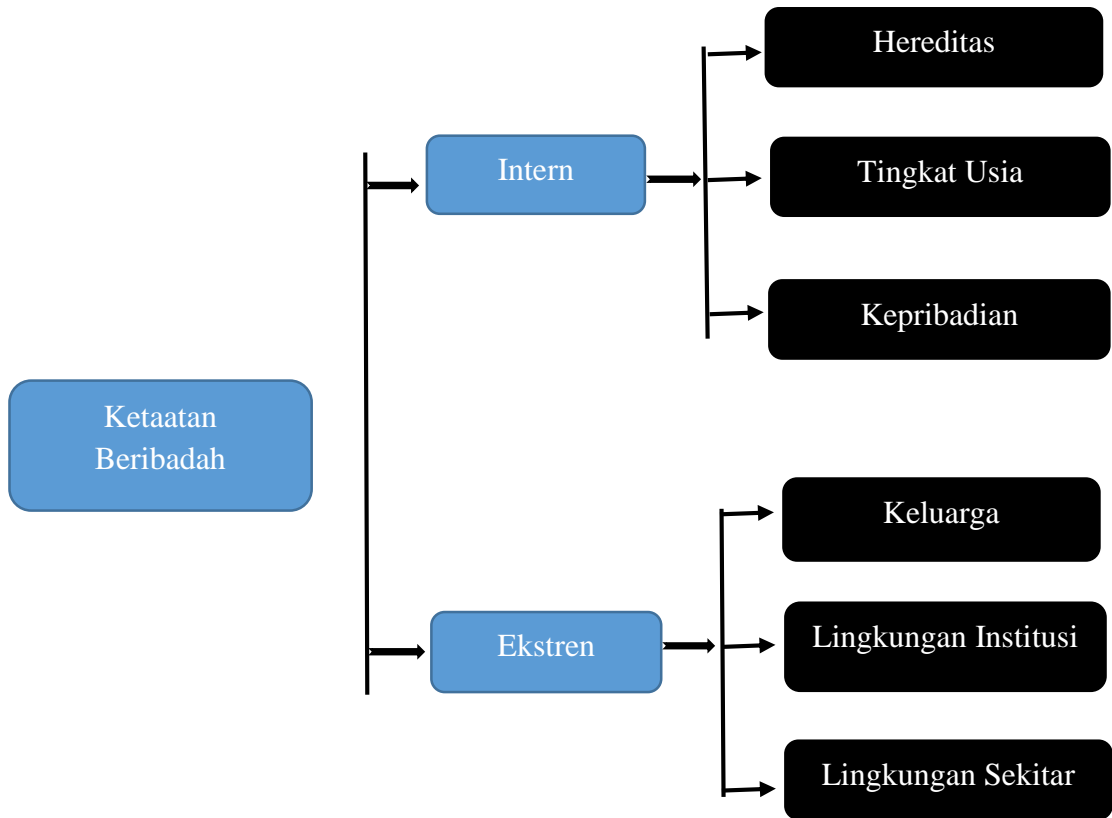 Ketaatan
Beribadah
Intern
Hereditas
Tingkat Usia
Kepribadian
Ekstren
Keluarga
Lingkungan Institusi
Lingkungan Sekitar